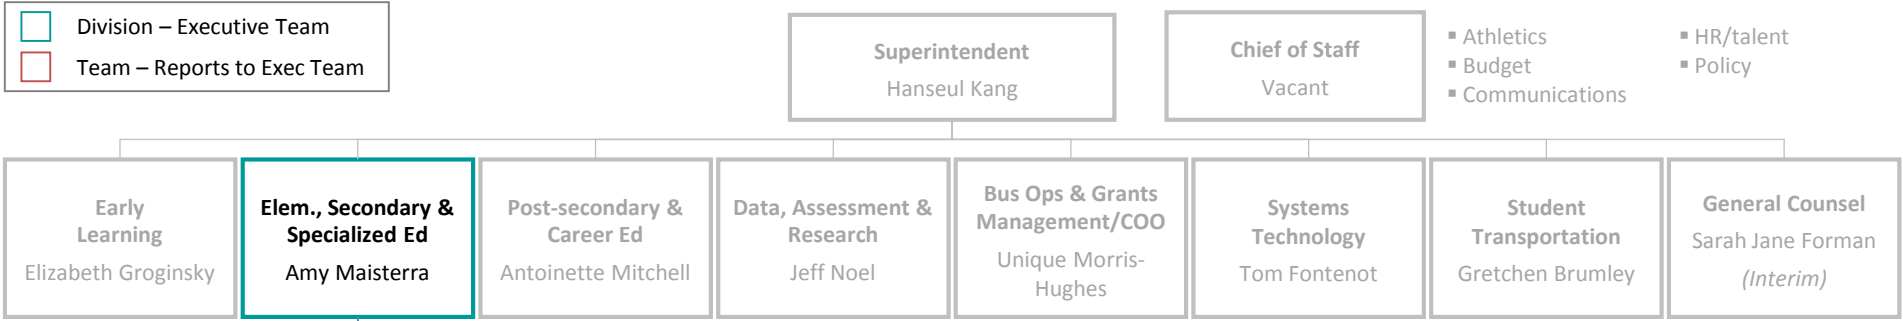 Division – Executive Team
Team – Reports to Exec Team
Superintendent
Hanseul Kang
Chief of Staff
Vacant
▪ Athletics
▪ Budget
▪ Communications
▪ HR/talent
▪ Policy
Early
Learning
Elizabeth Groginsky
Elem., Secondary &
Specialized Ed
Amy Maisterra
Post-secondary &
Career Ed
Antoinette Mitchell
Data, Assessment &
Research
Jeff Noel
Bus Ops & Grants
Management/COO
Unique Morris-
Hughes
Systems
Technology
Tom Fontenot
Student
Transportation
Gretchen Brumley
General Counsel
Sarah Jane Forman
(Interim)